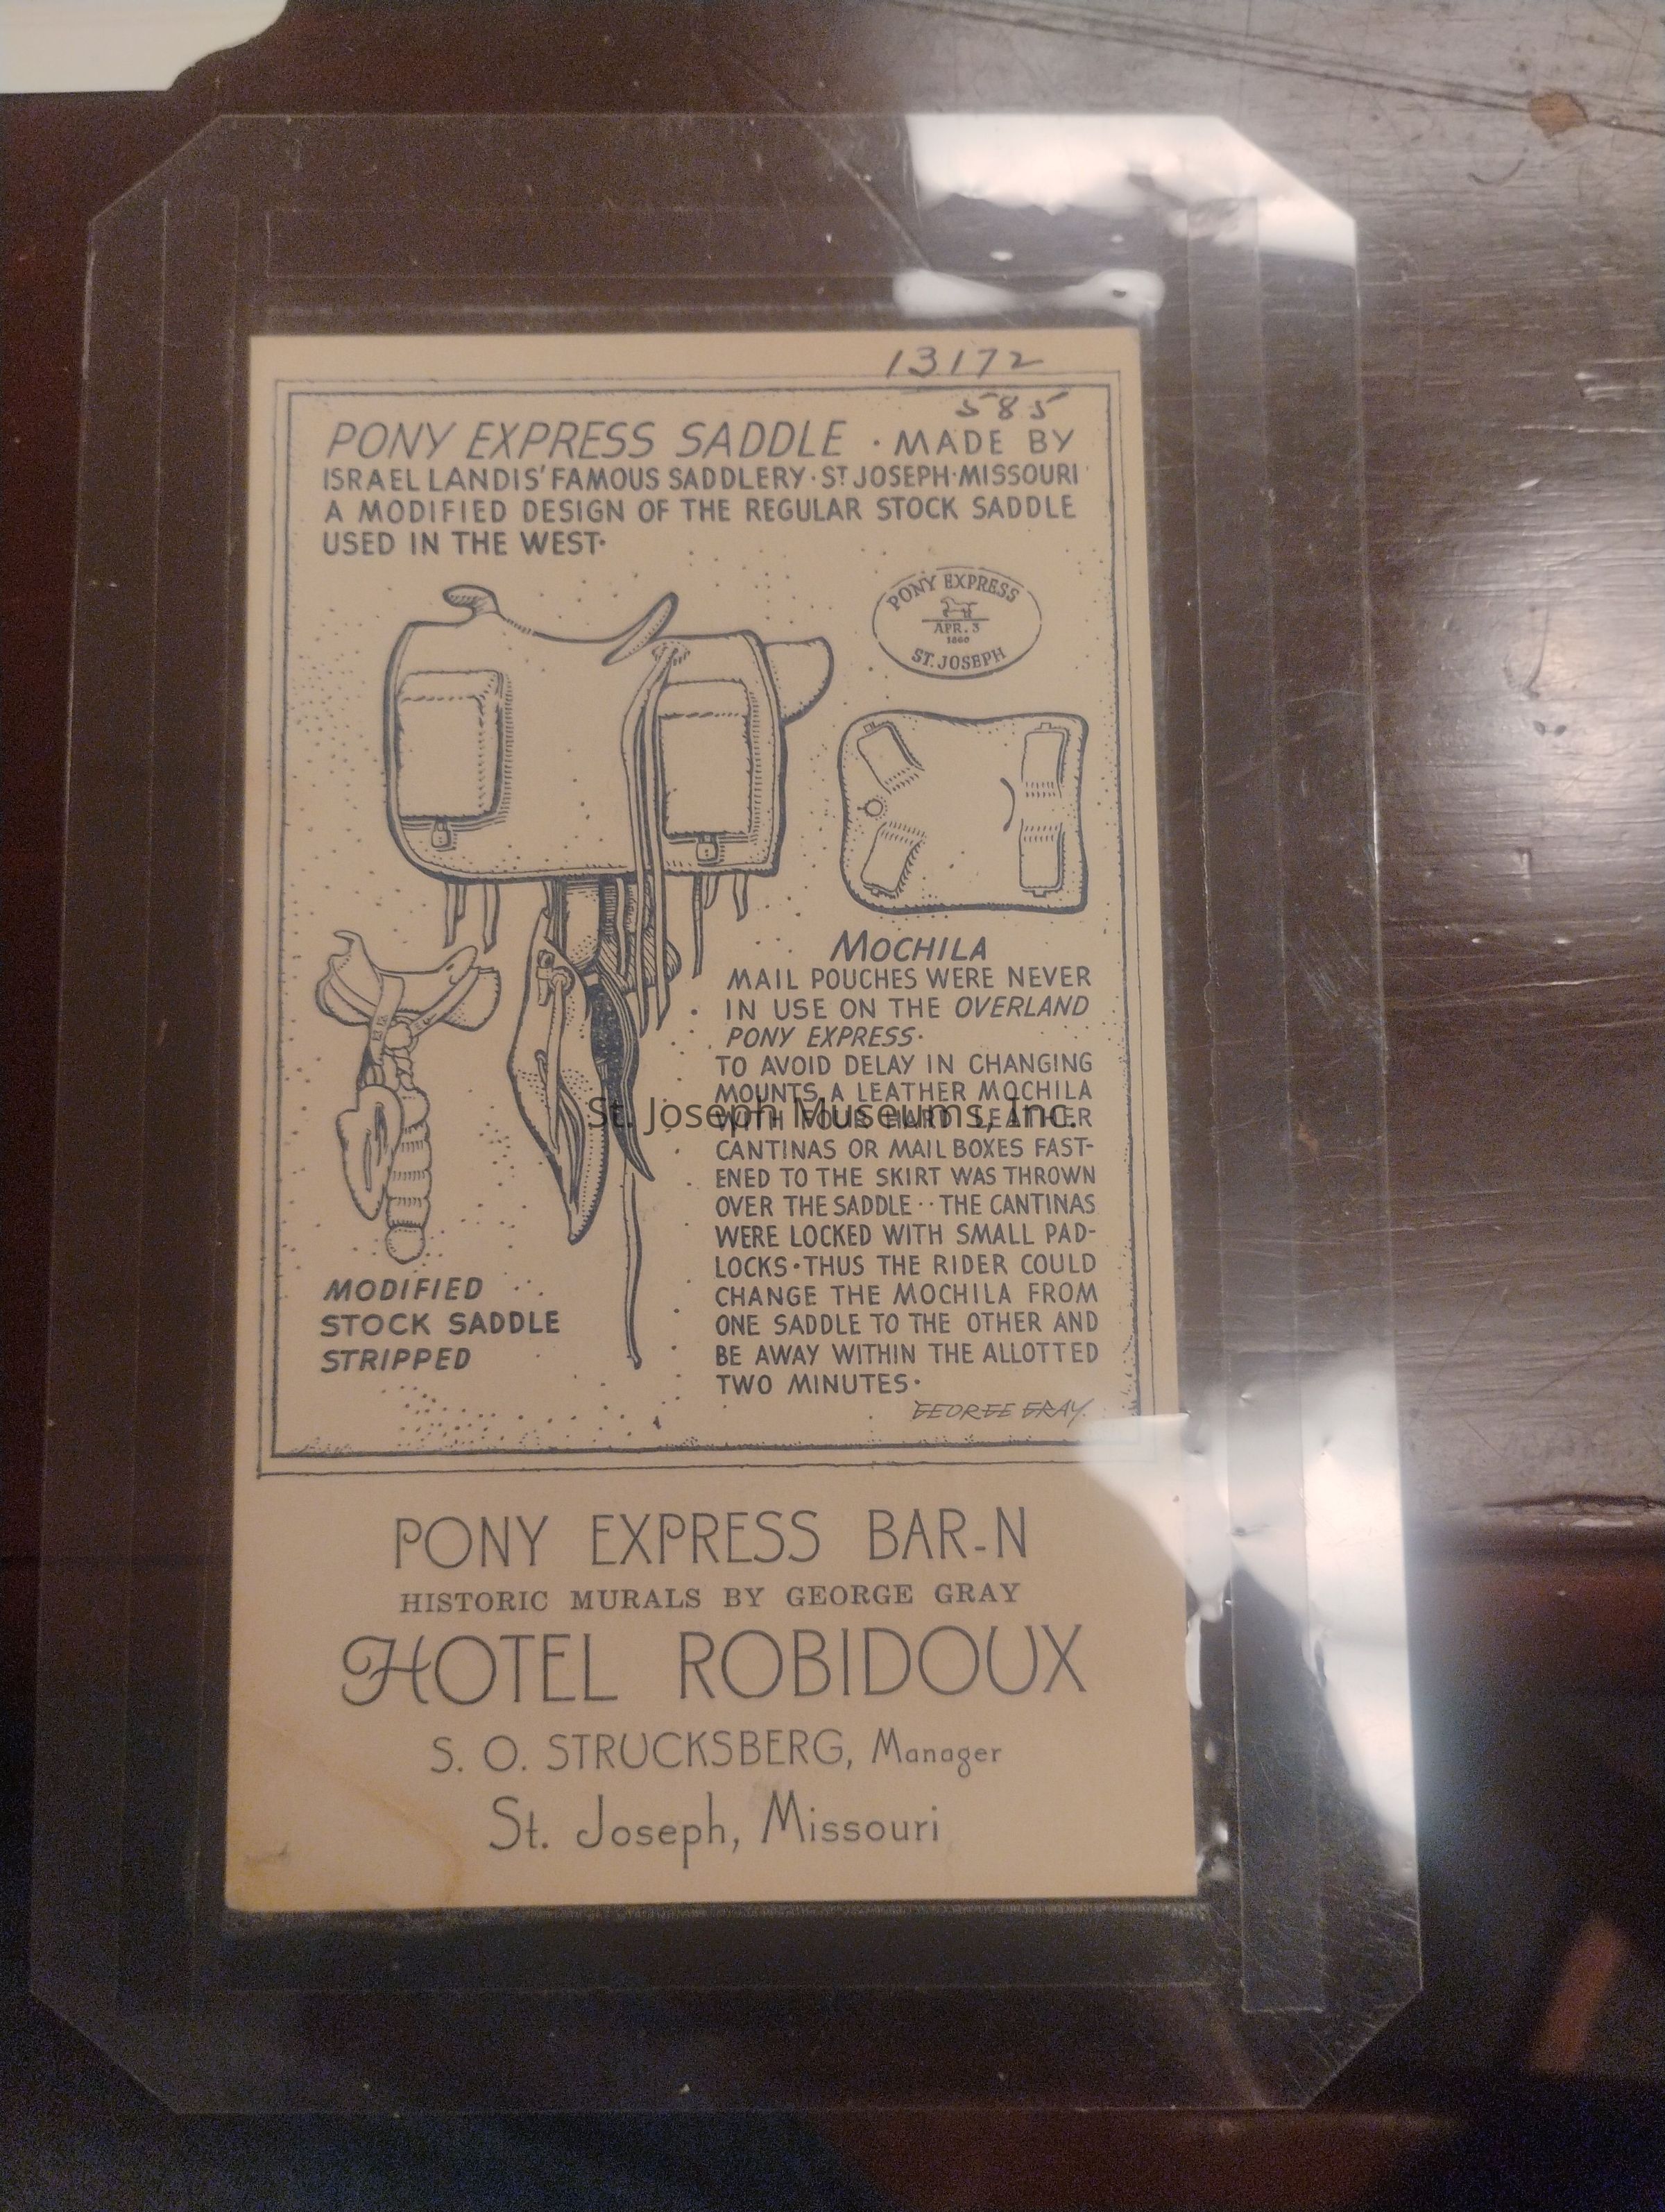 13172
585
PONY EXPRESS SADDLE · MADE BY
ISRAEL LANDIS' FAMOUS SADDLERY · ST JOSEPH · MISSOURI
A MODIFIED DESIGN OF THE REGULAR STOCK SADDLE
USED IN THE WEST·
PONY EXPRESS
APR. 3
1860
ST. JOSEPH
MOCHILA
MAIL POUCHES WERE NEVER
IN USE ON THE OVERLAND
PONY EXPRESS·
TO AVOID DELAY IN CHANGING
MOUNTS, A LEATHER MOCHILA
WITH FOUR HARD LEATHER
St. Joseph Museums, Inc.
CANTINAS OR MAIL BOXES FAST-
ENED TO THE SKIRT WAS THROWN
OVER THE SADDLE ·· THE CANTINAS
WERE LOCKED WITH SMALL PAD-
LOCKS · THUS THE RIDER COULD
CHANGE THE MOCHILA FROM
ONE SADDLE TO THE OTHER AND
BE AWAY WITHIN THE ALLOTTED
TWO MINUTES·
GEORGE GRAY.
MODIFIED
STOCK SADDLE
STRIPPED
PONY EXPRESS BAR-N
HISTORIC MURALS BY GEORGE GRAY
HOTEL ROBIDOUX
S. O. STRUCKSBERG, Manager
St. Joseph, Missouri